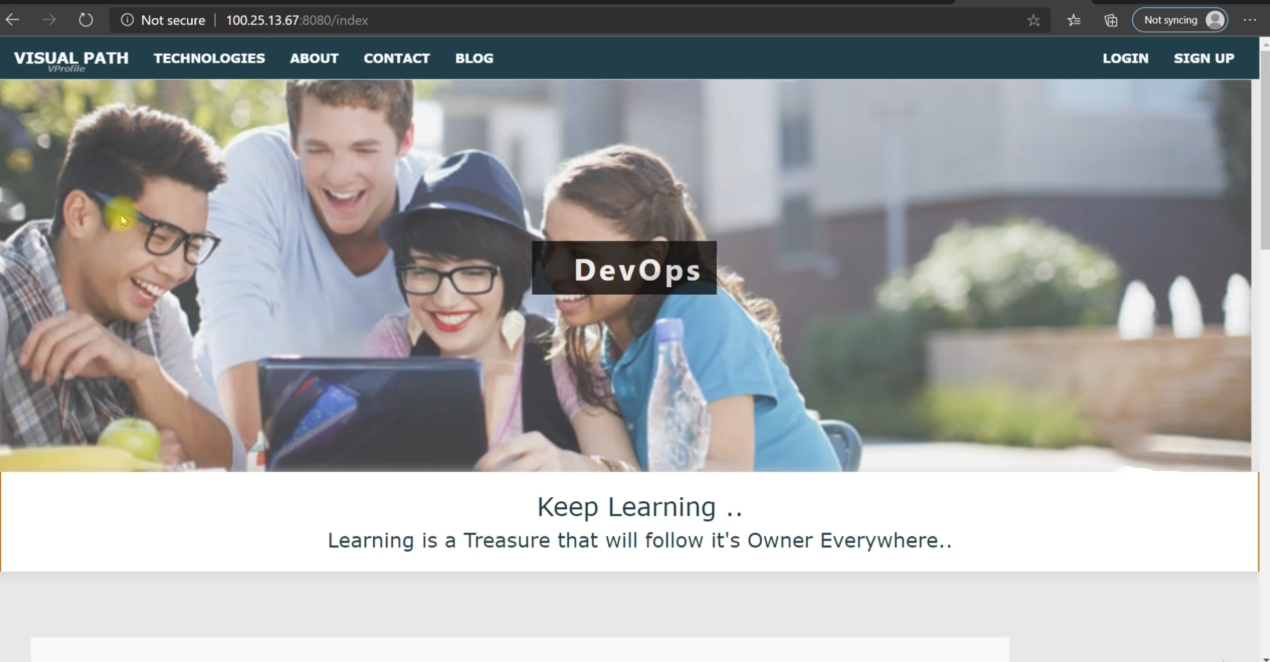 Not secure | 100.25.13.67:8080/index
Not syncing
VISUAL PATH TECHNOLOGIES ABOUT CONTACT BLOG LOGIN SIGN UP
VProfile
DevOps
Keep Learning ..
Learning is a Treasure that will follow it's Owner Everywhere..